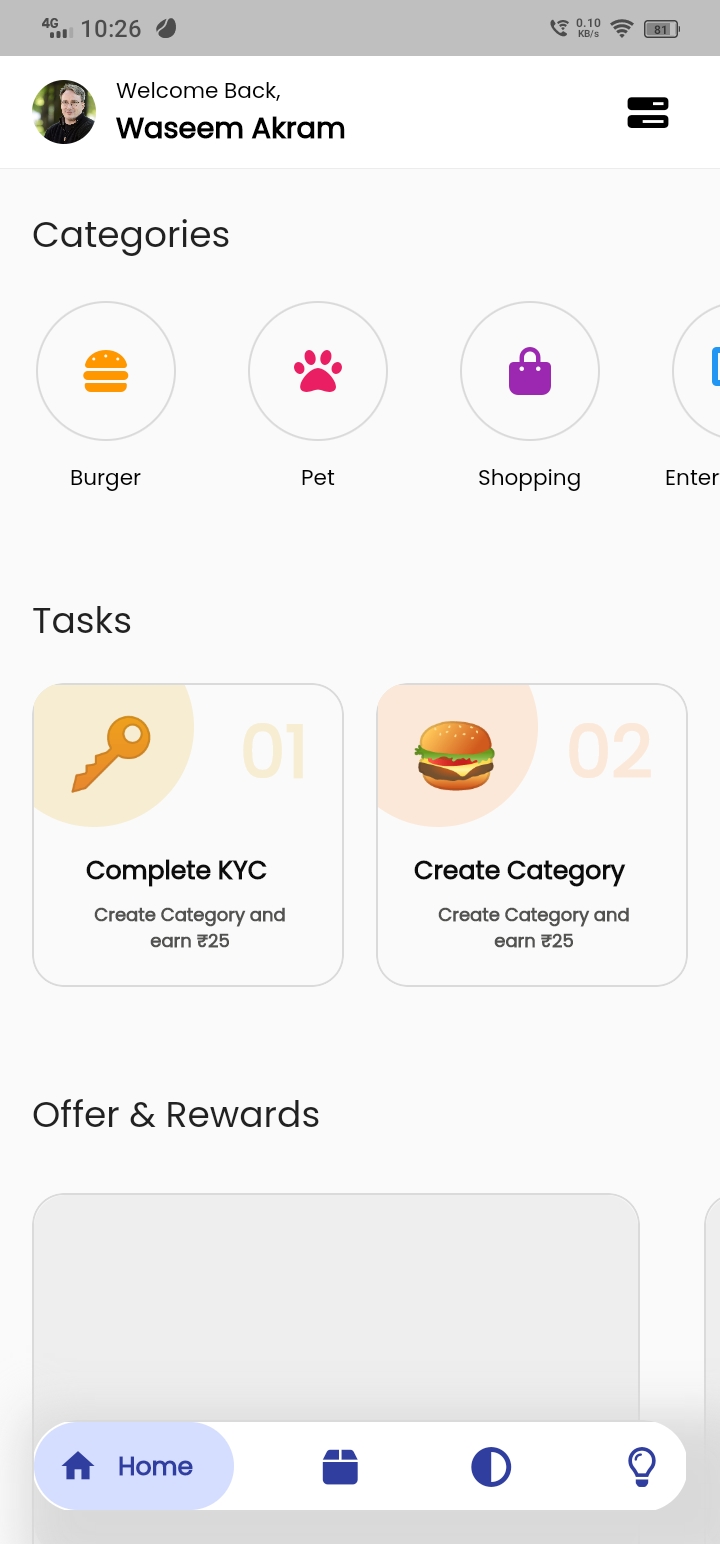 4G 10:26 0.10 KB/s 81
Welcome Back,
Waseem Akram
Categories
Burger Pet Shopping Enter
Tasks
01 02
Complete KYC Create Category
Create Category and Create Category and
earn ₹25 earn ₹25
Offer & Rewards
Home